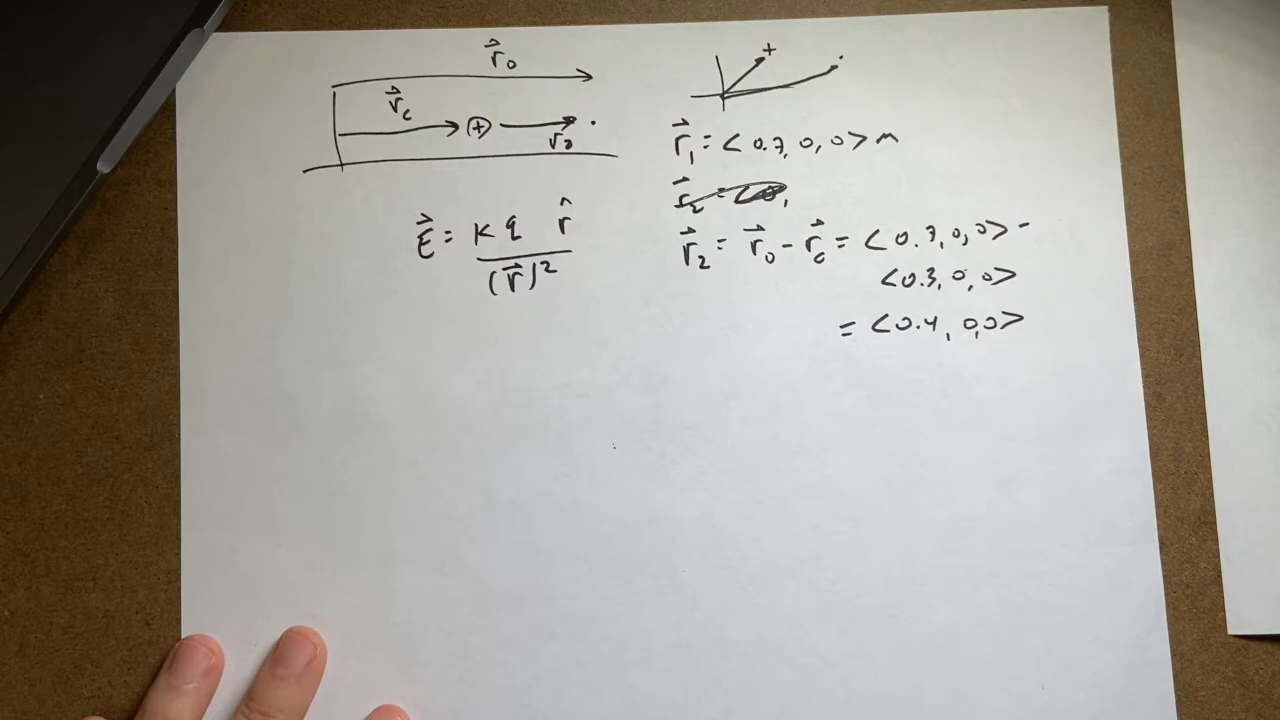 r⃗₀
r⃗c
+
r₂
E⃗ = k q r̂
(r⃗)²
+
r⃗₁ = <0.7, 0, 0> m
r⃗₂ = r⃗₀ - r⃗c = <0.7, 0, 0> -
<0.3, 0, 0>
= <0.4, 0,0>